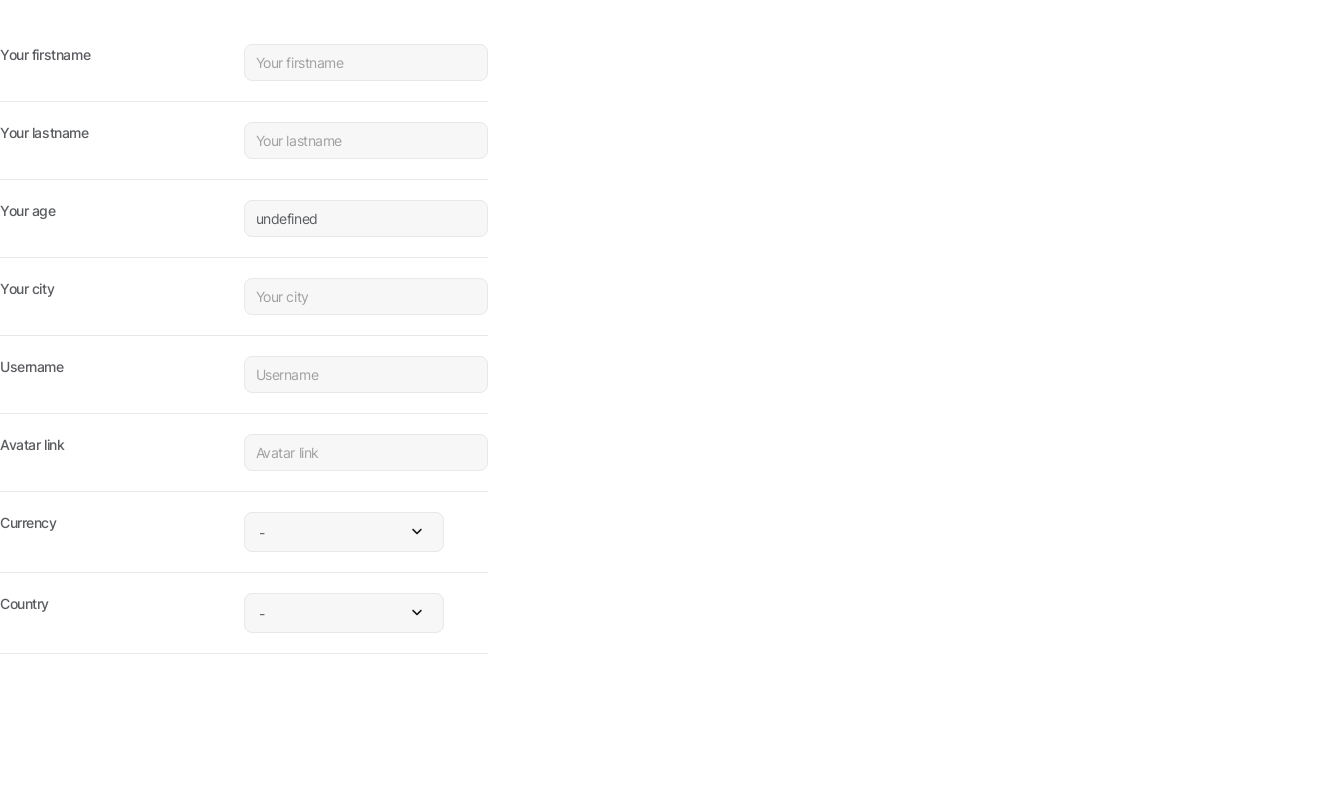 Your firstname
Your firstname
Your lastname
Your lastname
Your age
undefined
Your city
Your city
Username
Username
Avatar link
Avatar link
Currency
-
Country
-